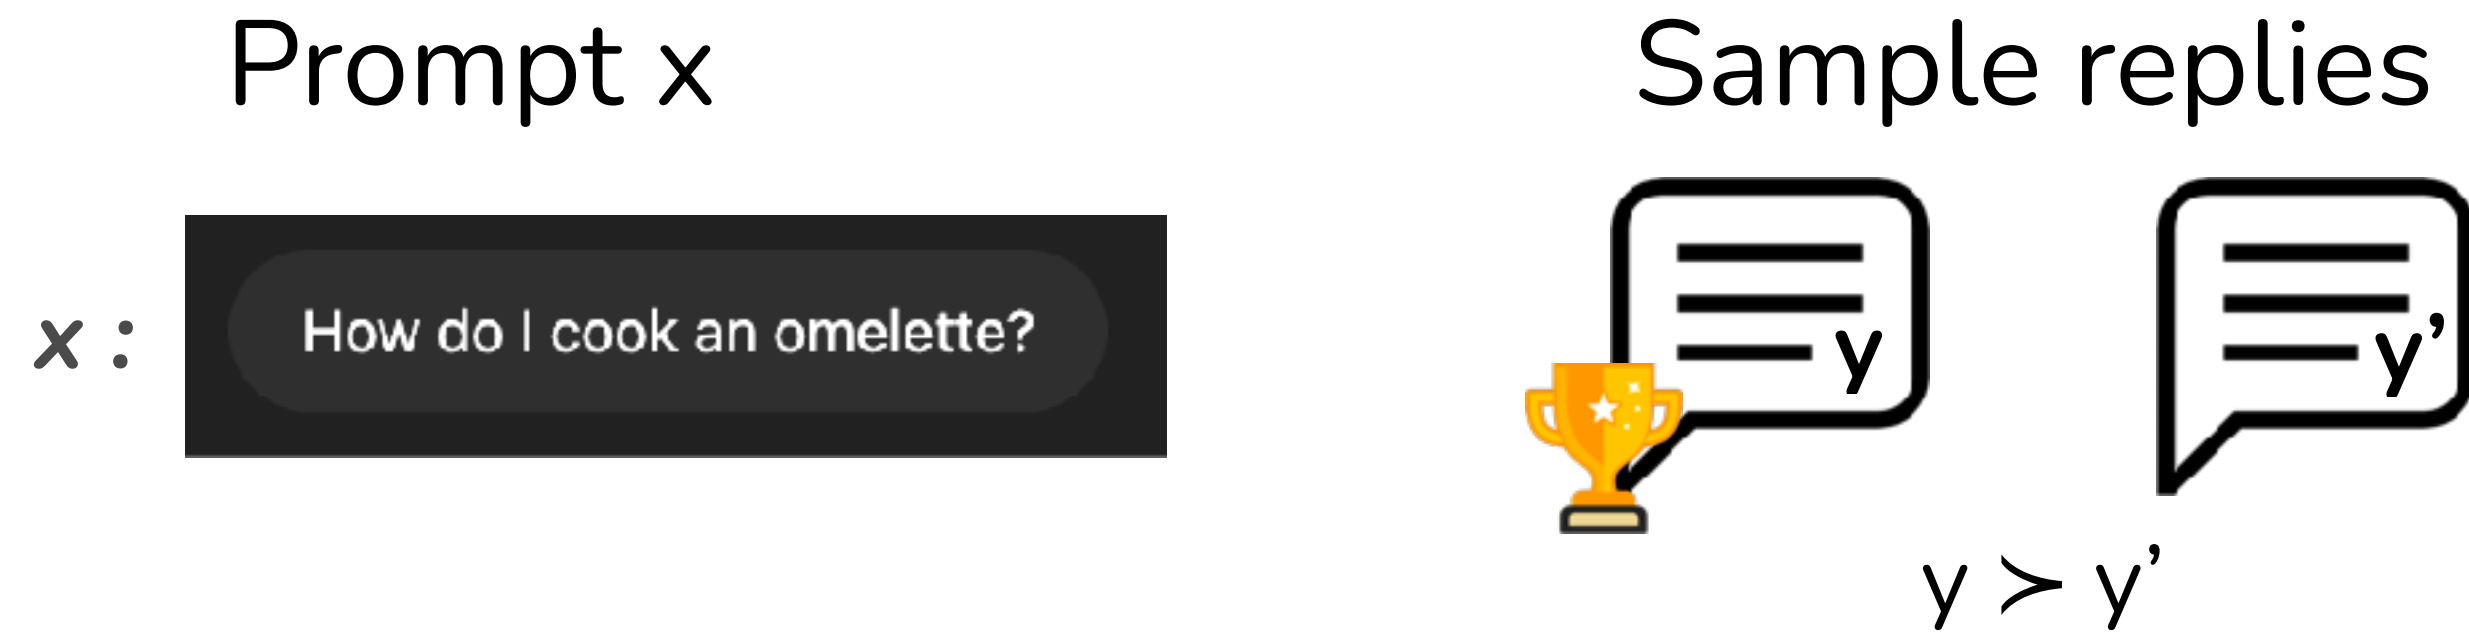 Prompt x
Sample replies
x :
How do I cook an omelette?
y
y’
y ≻ y’